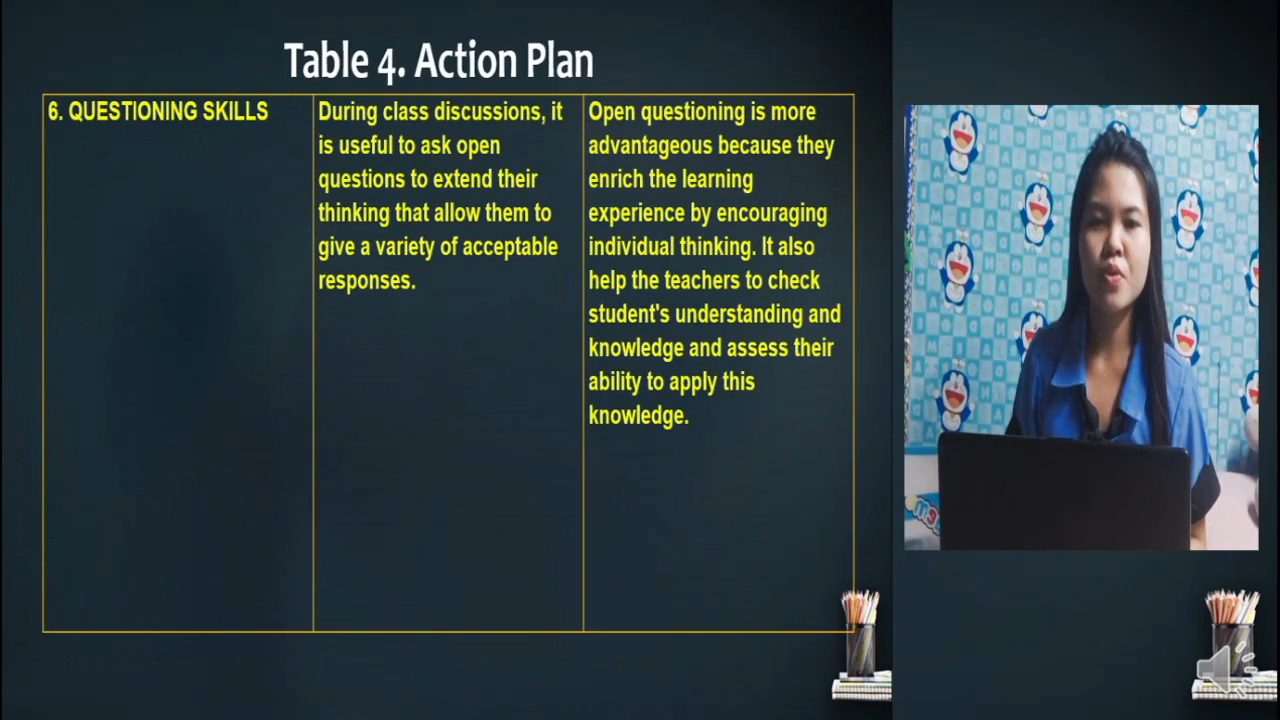 Table 4. Action Plan
6. QUESTIONING SKILLS
During class discussions, it
is useful to ask open
questions to extend their
thinking that allow them to
give a variety of acceptable
responses.
Open questioning is more
advantageous because they
enrich the learning
experience by encouraging
individual thinking. It also
help the teachers to check
student's understanding and
knowledge and assess their
ability to apply this
knowledge.